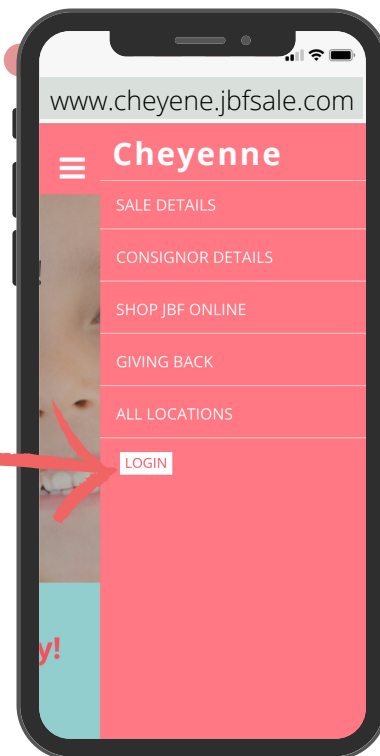 www.cheyene.jbfsale.com
Cheyenne
SALE DETAILS
CONSIGNOR DETAILS
SHOP JBF ONLINE
GIVING BACK
ALL LOCATIONS
LOGIN
y!